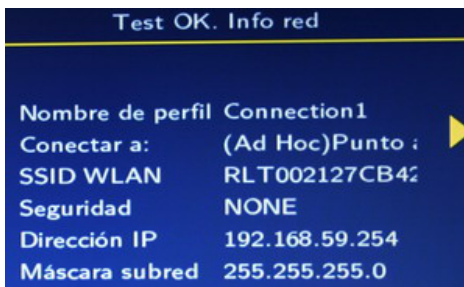 Test OK. Info red
Nombre de perfil Connection1
Conectar a: (Ad Hoc)Punto
SSID WLAN RLT002127CB42
Seguridad NONE
Dirección IP 192.168.59.254
Máscara subred 255.255.255.0